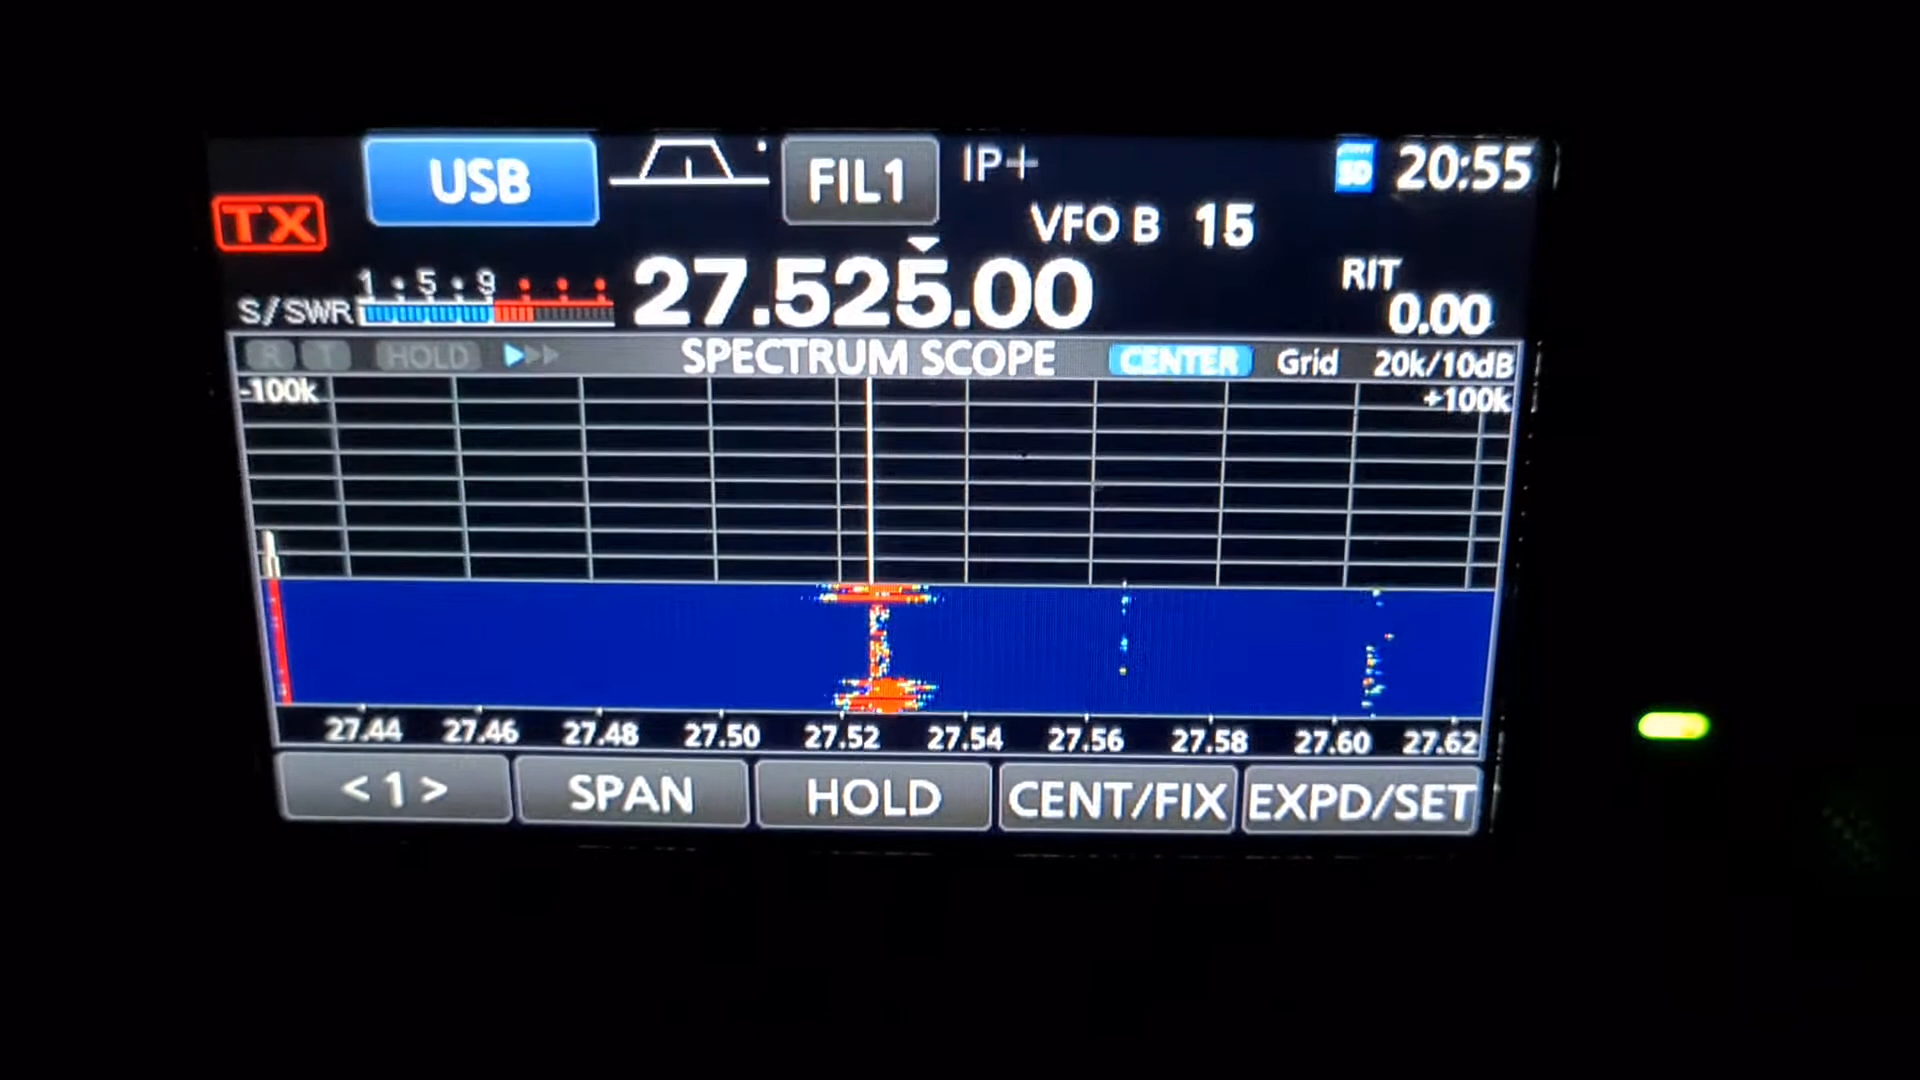 USB FIL1 IP+ SD 20:55
TX VFO B 15
27.525.00 RIT
0.00
1 5 9
S/SWR
R T HOLD SPECTRUM SCOPE CENTER Grid 20k/10dB
-100k +100k
27.44 27.46 27.48 27.50 27.52 27.54 27.56 27.58 27.60 27.62
< 1 > SPAN HOLD CENT/FIX EXPD/SET